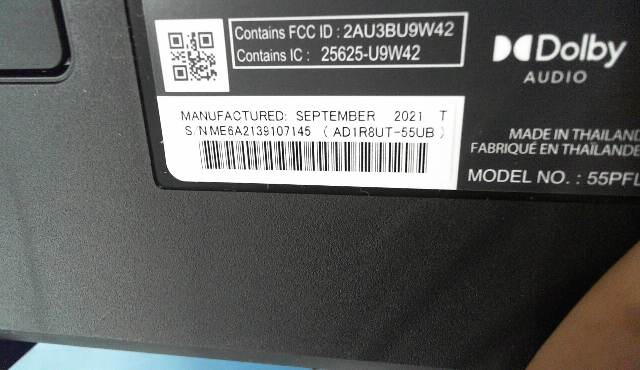 Contains FCC ID : 2AU3BU9W42
Contains IC : 25625-U9W42
Dolby
AUDIO
MANUFACTURED: SEPTEMBER 2021 T
S/N ME6A2139107145 ( AD1R8UT-55UB )
MADE IN THAILAND
FABRIQUÉ EN THAÏLANDE
MODEL NO. : 55PFL